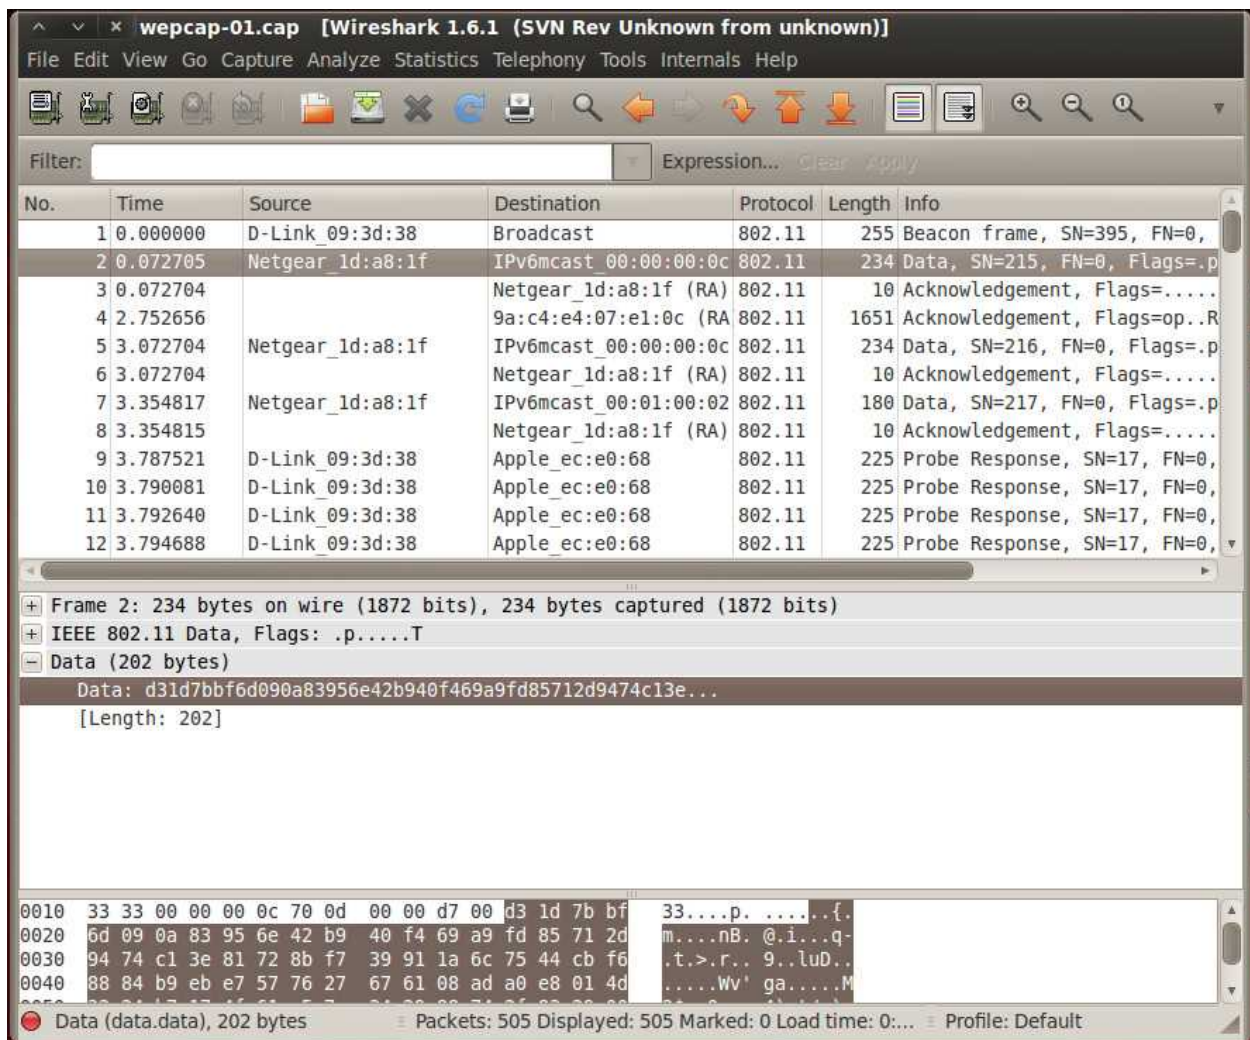 wepcap-01.cap [Wireshark 1.6.1 (SVN Rev Unknown from unknown)]
File Edit View Go Capture Analyze Statistics Telephony Tools Internals Help
Filter: Expression... Clear Apply
No. Time Source Destination Protocol Length Info
1 0.000000 D-Link_09:3d:38 Broadcast 802.11 255 Beacon frame, SN=395, FN=0,
2 0.072705 Netgear_1d:a8:1f IPv6mcast_00:00:00:0c 802.11 234 Data, SN=215, FN=0, Flags=.p
3 0.072704 Netgear_1d:a8:1f (RA) 802.11 10 Acknowledgement, Flags=.....
4 2.752656 9a:c4:e4:07:e1:0c (RA 802.11 1651 Acknowledgement, Flags=op..R
5 3.072704 Netgear_1d:a8:1f IPv6mcast_00:00:00:0c 802.11 234 Data, SN=216, FN=0, Flags=.p
6 3.072704 Netgear_1d:a8:1f (RA) 802.11 10 Acknowledgement, Flags=.....
7 3.354817 Netgear_1d:a8:1f IPv6mcast_00:01:00:02 802.11 180 Data, SN=217, FN=0, Flags=.p
8 3.354815 Netgear_1d:a8:1f (RA) 802.11 10 Acknowledgement, Flags=.....
9 3.787521 D-Link_09:3d:38 Apple_ec:e0:68 802.11 225 Probe Response, SN=17, FN=0,
10 3.790081 D-Link_09:3d:38 Apple_ec:e0:68 802.11 225 Probe Response, SN=17, FN=0,
11 3.792640 D-Link_09:3d:38 Apple_ec:e0:68 802.11 225 Probe Response, SN=17, FN=0,
12 3.794688 D-Link_09:3d:38 Apple_ec:e0:68 802.11 225 Probe Response, SN=17, FN=0,
Frame 2: 234 bytes on wire (1872 bits), 234 bytes captured (1872 bits)
IEEE 802.11 Data, Flags: .p.....T
Data (202 bytes)
Data: d31d7bbf6d090a83956e42b940f469a9fd85712d9474c13e...
[Length: 202]
0010 33 33 00 00 00 0c 70 0d 00 00 d7 00 d3 1d 7b bf 33....p. ......{.
0020 6d 09 0a 83 95 6e 42 b9 40 f4 69 a9 fd 85 71 2d m....nB. @.i...q-
0030 94 74 c1 3e 81 72 8b f7 39 91 1a 6c 75 44 cb f6 .t.>.r.. 9..luD..
0040 88 84 b9 eb e7 57 76 27 67 61 08 ad a0 e8 01 4d .....Wv' ga.....M
Data (data.data), 202 bytes Packets: 505 Displayed: 505 Marked: 0 Load time: 0:... Profile: Default